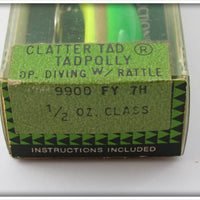 CLATTER TAD ®
TADPOLLY
DP. DIVING W/ RATTLE
9900 FY 7H
1/2 OZ. CLASS
INSTRUCTIONS INCLUDED